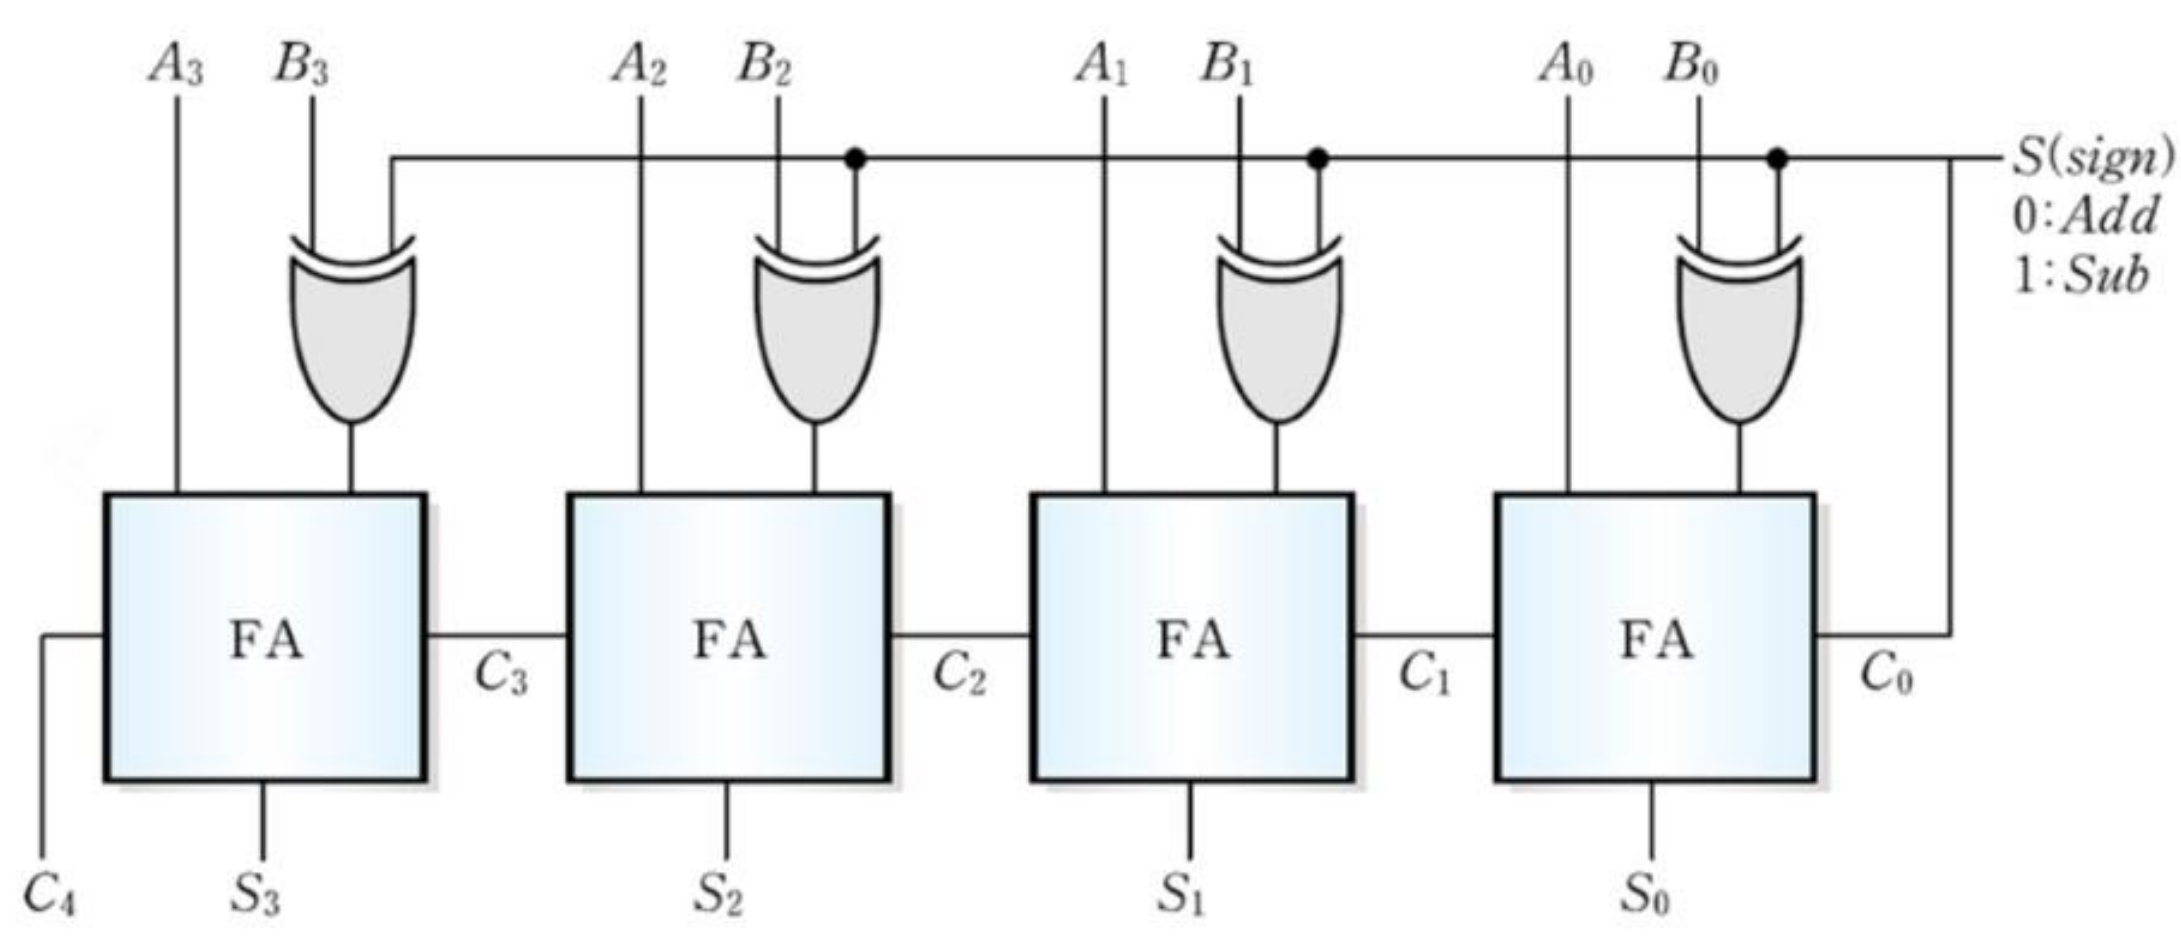 A₃ B₃ A₂ B₂ A₁ B₁ A₀ B₀
S(sign)
0:Add
1:Sub
FA FA FA FA
C₃ C₂ C₁ C₀
C₄ S₃ S₂ S₁ S₀